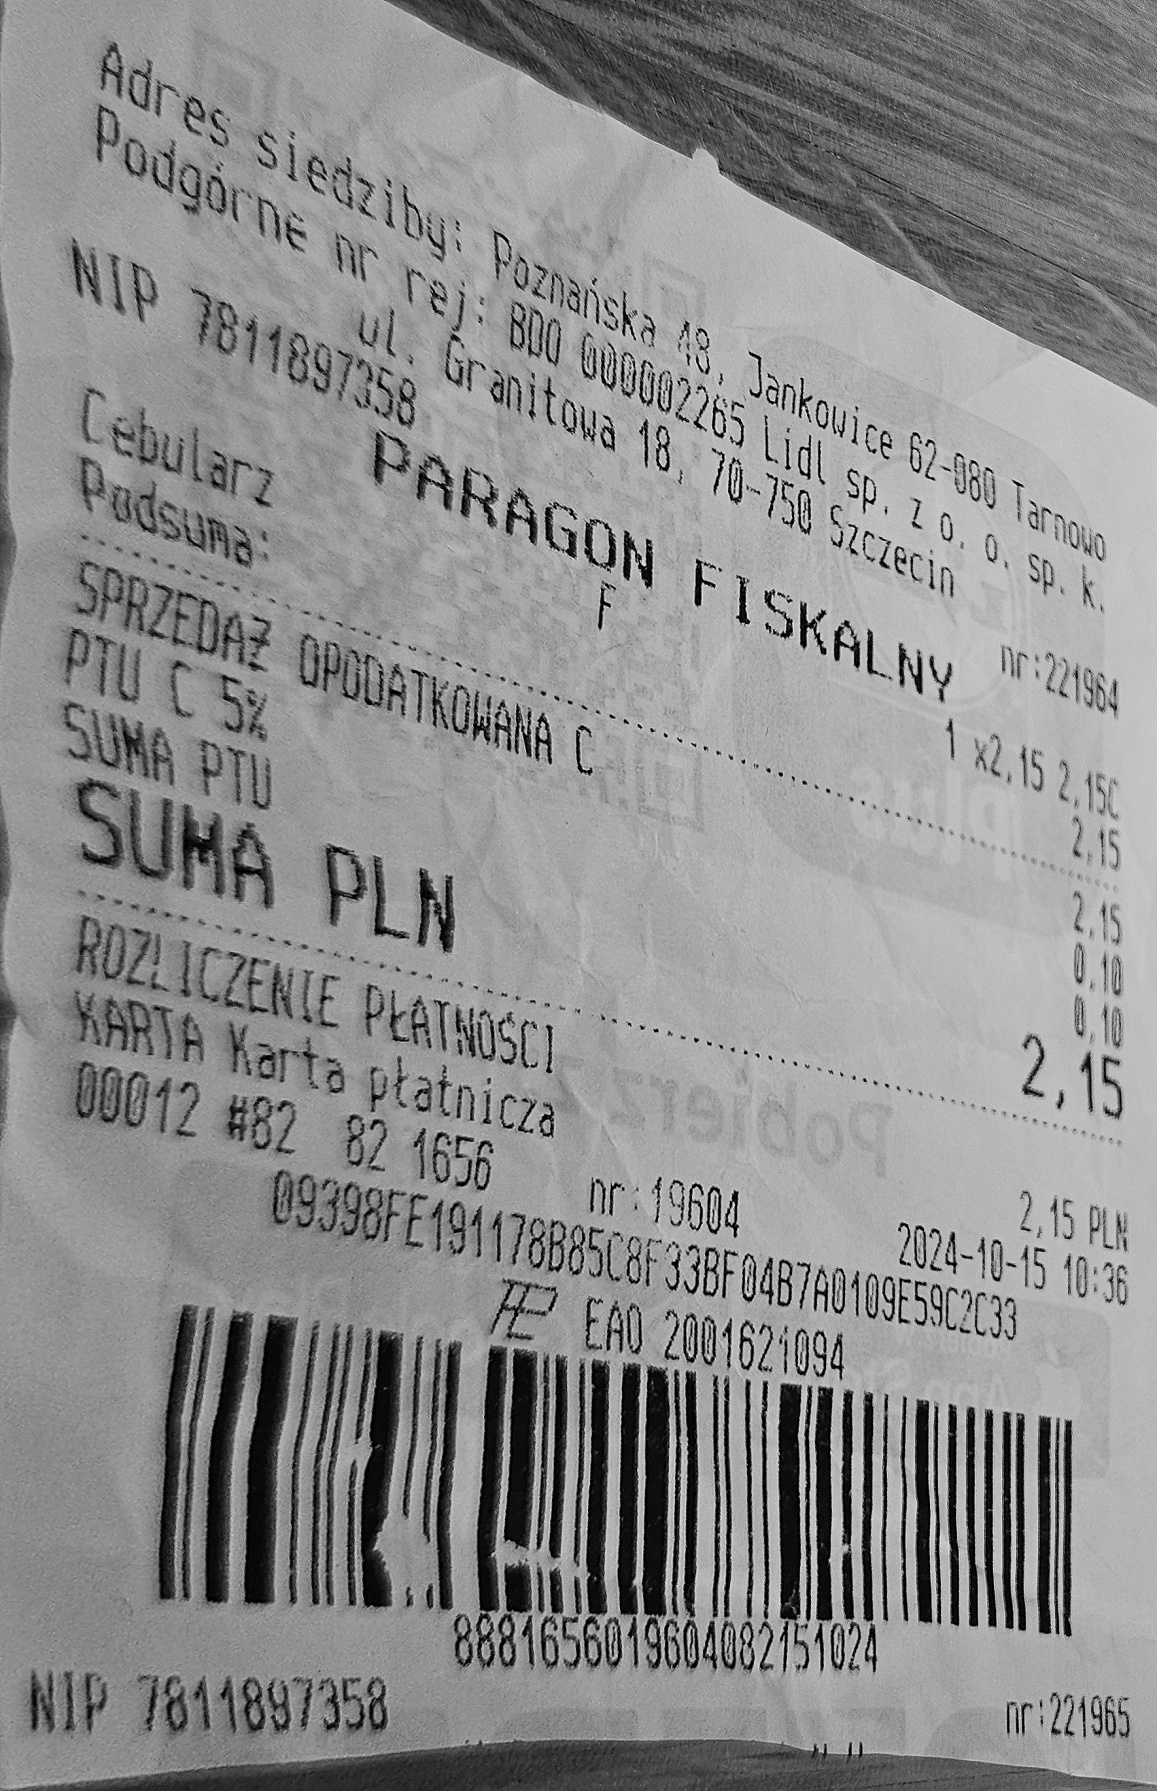 Adres siedziby: Poznańska 48, Jankowice 62-080 Tarnowo
Podgórne nr rej: BDO 000002265 Lidl sp. z o. o. sp. k.
ul. Granitowa 18, 70-750 Szczecin
NIP 7811897358 nr:221964
PARAGON FISKALNY
Cebularz F 1 x2,15 2,15C
Podsuma: 2,15
SPRZEDAŻ OPODATKOWANA C 2,15
PTU C 5% 0,10
SUMA PTU 0,10
SUMA PLN 2,15
ROZLICZENIE PŁATNOŚCI
KARTA Karta płatnicza 2,15 PLN
00012 #82 82 1656 nr:19604 2024-10-15 10:36
09398FE191178B85C8F33BF04B7A0109E59C2C33
EAO 2001621094
8881656019604082151024
NIP 7811897358 nr:221965